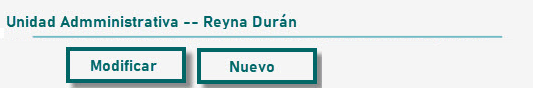 Unidad Admministrativa -- Reyna Durán
Modificar Nuevo